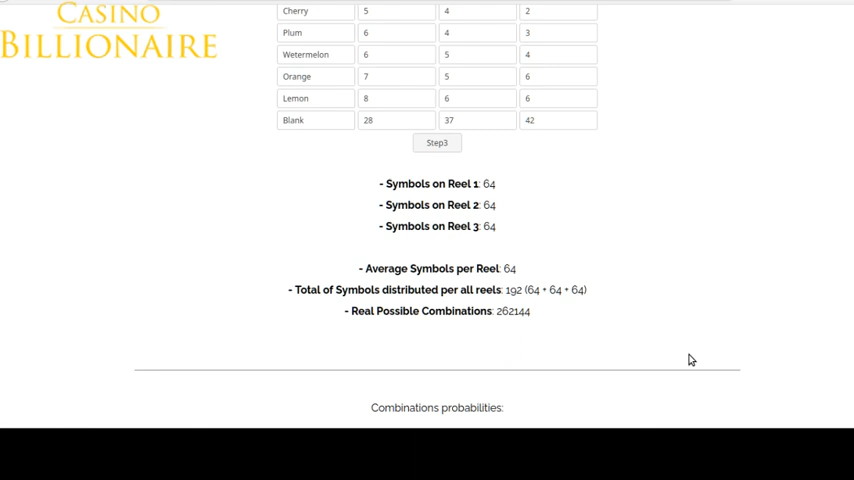 CASINO
BILLIONAIRE
Cherry 5 4 2
Plum 6 4 3
Wetermelon 6 5 4
Orange 7 5 6
Lemon 8 6 6
Blank 28 37 42
Step3
- Symbols on Reel 1: 64
- Symbols on Reel 2: 64
- Symbols on Reel 3: 64
- Average Symbols per Reel: 64
- Total of Symbols distributed per all reels: 192 (64 + 64 + 64)
- Real Possible Combinations: 262144
Combinations probabilities: